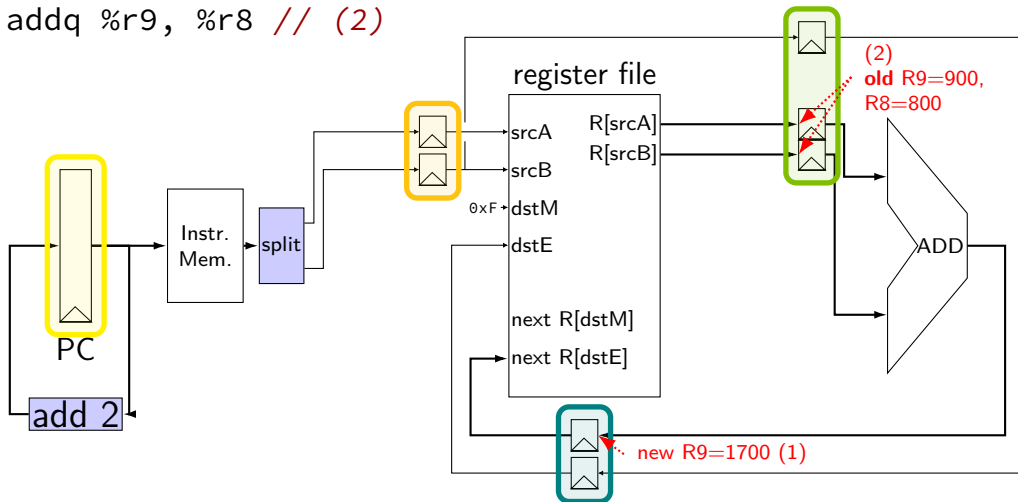 addq %r9, %r8 // (2)
(2)
old R9=900,
R8=800
register file
srcA
R[srcA]
srcB
R[srcB]
0xF
dstM
dstE
next R[dstM]
next R[dstE]
Instr.
Mem.
split
ADD
PC
add 2
new R9=1700 (1)